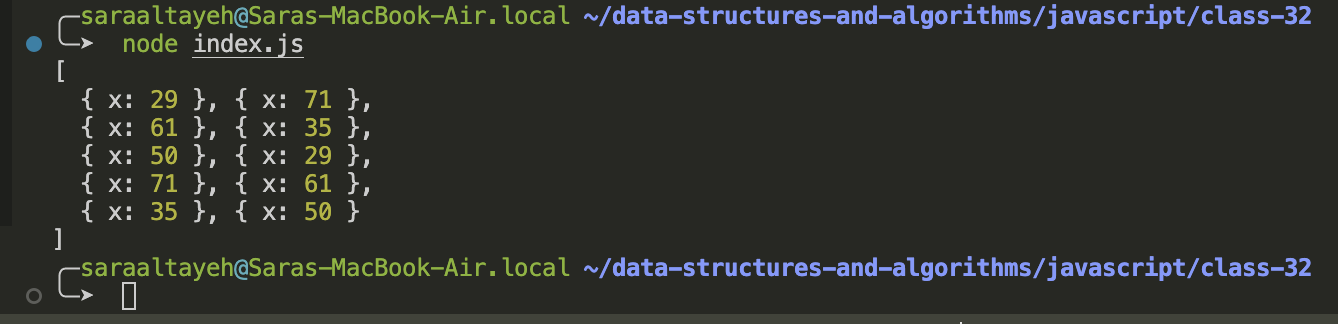 saraaltayeh@Saras-MacBook-Air.local ~/data-structures-and-algorithms/javascript/class-32
node index.js
[
{ x: 29 }, { x: 71 },
{ x: 61 }, { x: 35 },
{ x: 50 }, { x: 29 },
{ x: 71 }, { x: 61 },
{ x: 35 }, { x: 50 }
]
saraaltayeh@Saras-MacBook-Air.local ~/data-structures-and-algorithms/javascript/class-32